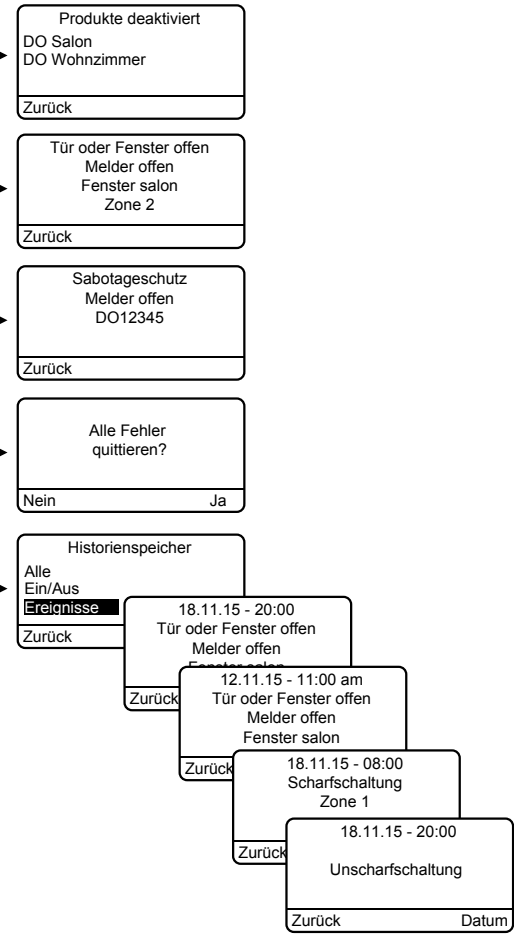 Produkte deaktiviert
DO Salon
DO Wohnzimmer
Zurück
Tür oder Fenster offen
Melder offen
Fenster salon
Zone 2
Zurück
Sabotageschutz
Melder offen
DO12345
Zurück
Alle Fehler
quittieren?
Nein Ja
Historienspeicher
Alle
Ein/Aus
Ereignisse
Zurück
18.11.15 - 20:00
Tür oder Fenster offen
Melder offen
Fenster salon
Zurück
12.11.15 - 11:00 am
Tür oder Fenster offen
Melder offen
Fenster salon
Zurück
18.11.15 - 08:00
Scharfschaltung
Zone 1
Zurück
18.11.15 - 20:00
Unscharfschaltung
Zurück Datum